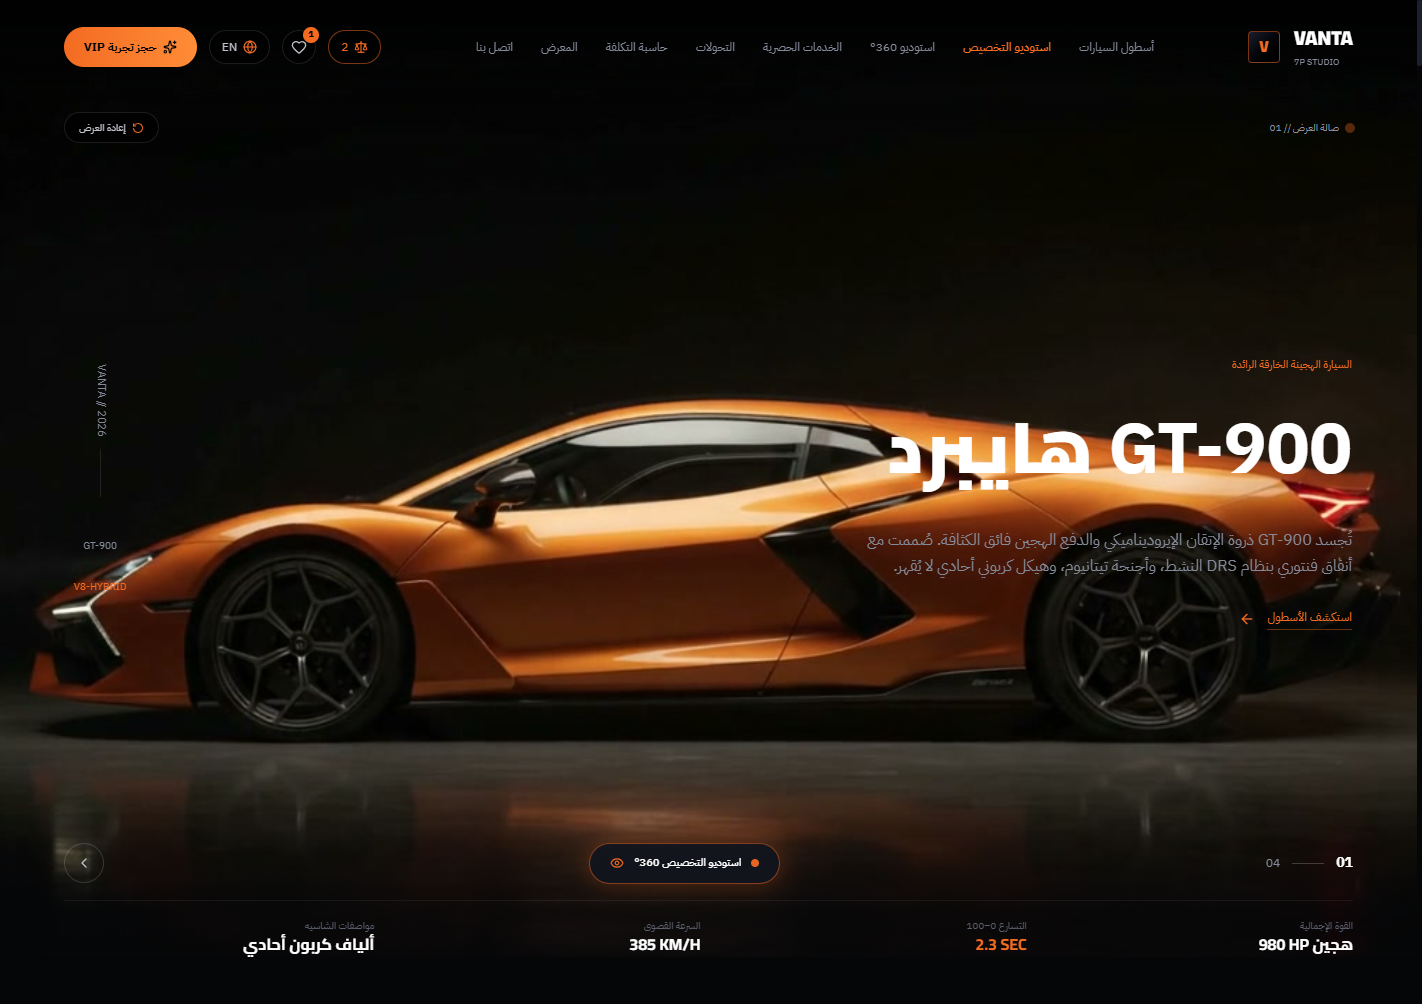 VANTA
7P STUDIO
V
أسطول السيارات
استوديو التخصيص
استوديو 360°
الخدمات الحصرية
التحولات
حاسبة التكلفة
المعرض
اتصل بنا
2
1
EN
حجز تجربة VIP
صالة العرض // 01
إعادة العرض
السيارة الهجينة الخارقة الرائدة
GT-900 هايبرد
تُجسد GT-900 ذروة الإتقان الإيروديناميكي والدفع الهجين فائق الكثافة. صُممت مع
أنفاق فنتوري بنظام DRS النشط، وأجنحة تيتانيوم، وهيكل كربوني أحادي لا يُقهر.
استكشف الأسطول
VANTA // 2026
GT-900
V8-HYBRID
01
04
استوديو التخصيص 360°
القوة الإجمالية
980 HP هجين
التسارع 0-100
2.3 SEC
السرعة القصوى
385 KM/H
مواصفات الشاسيه
ألياف كربون أحادي